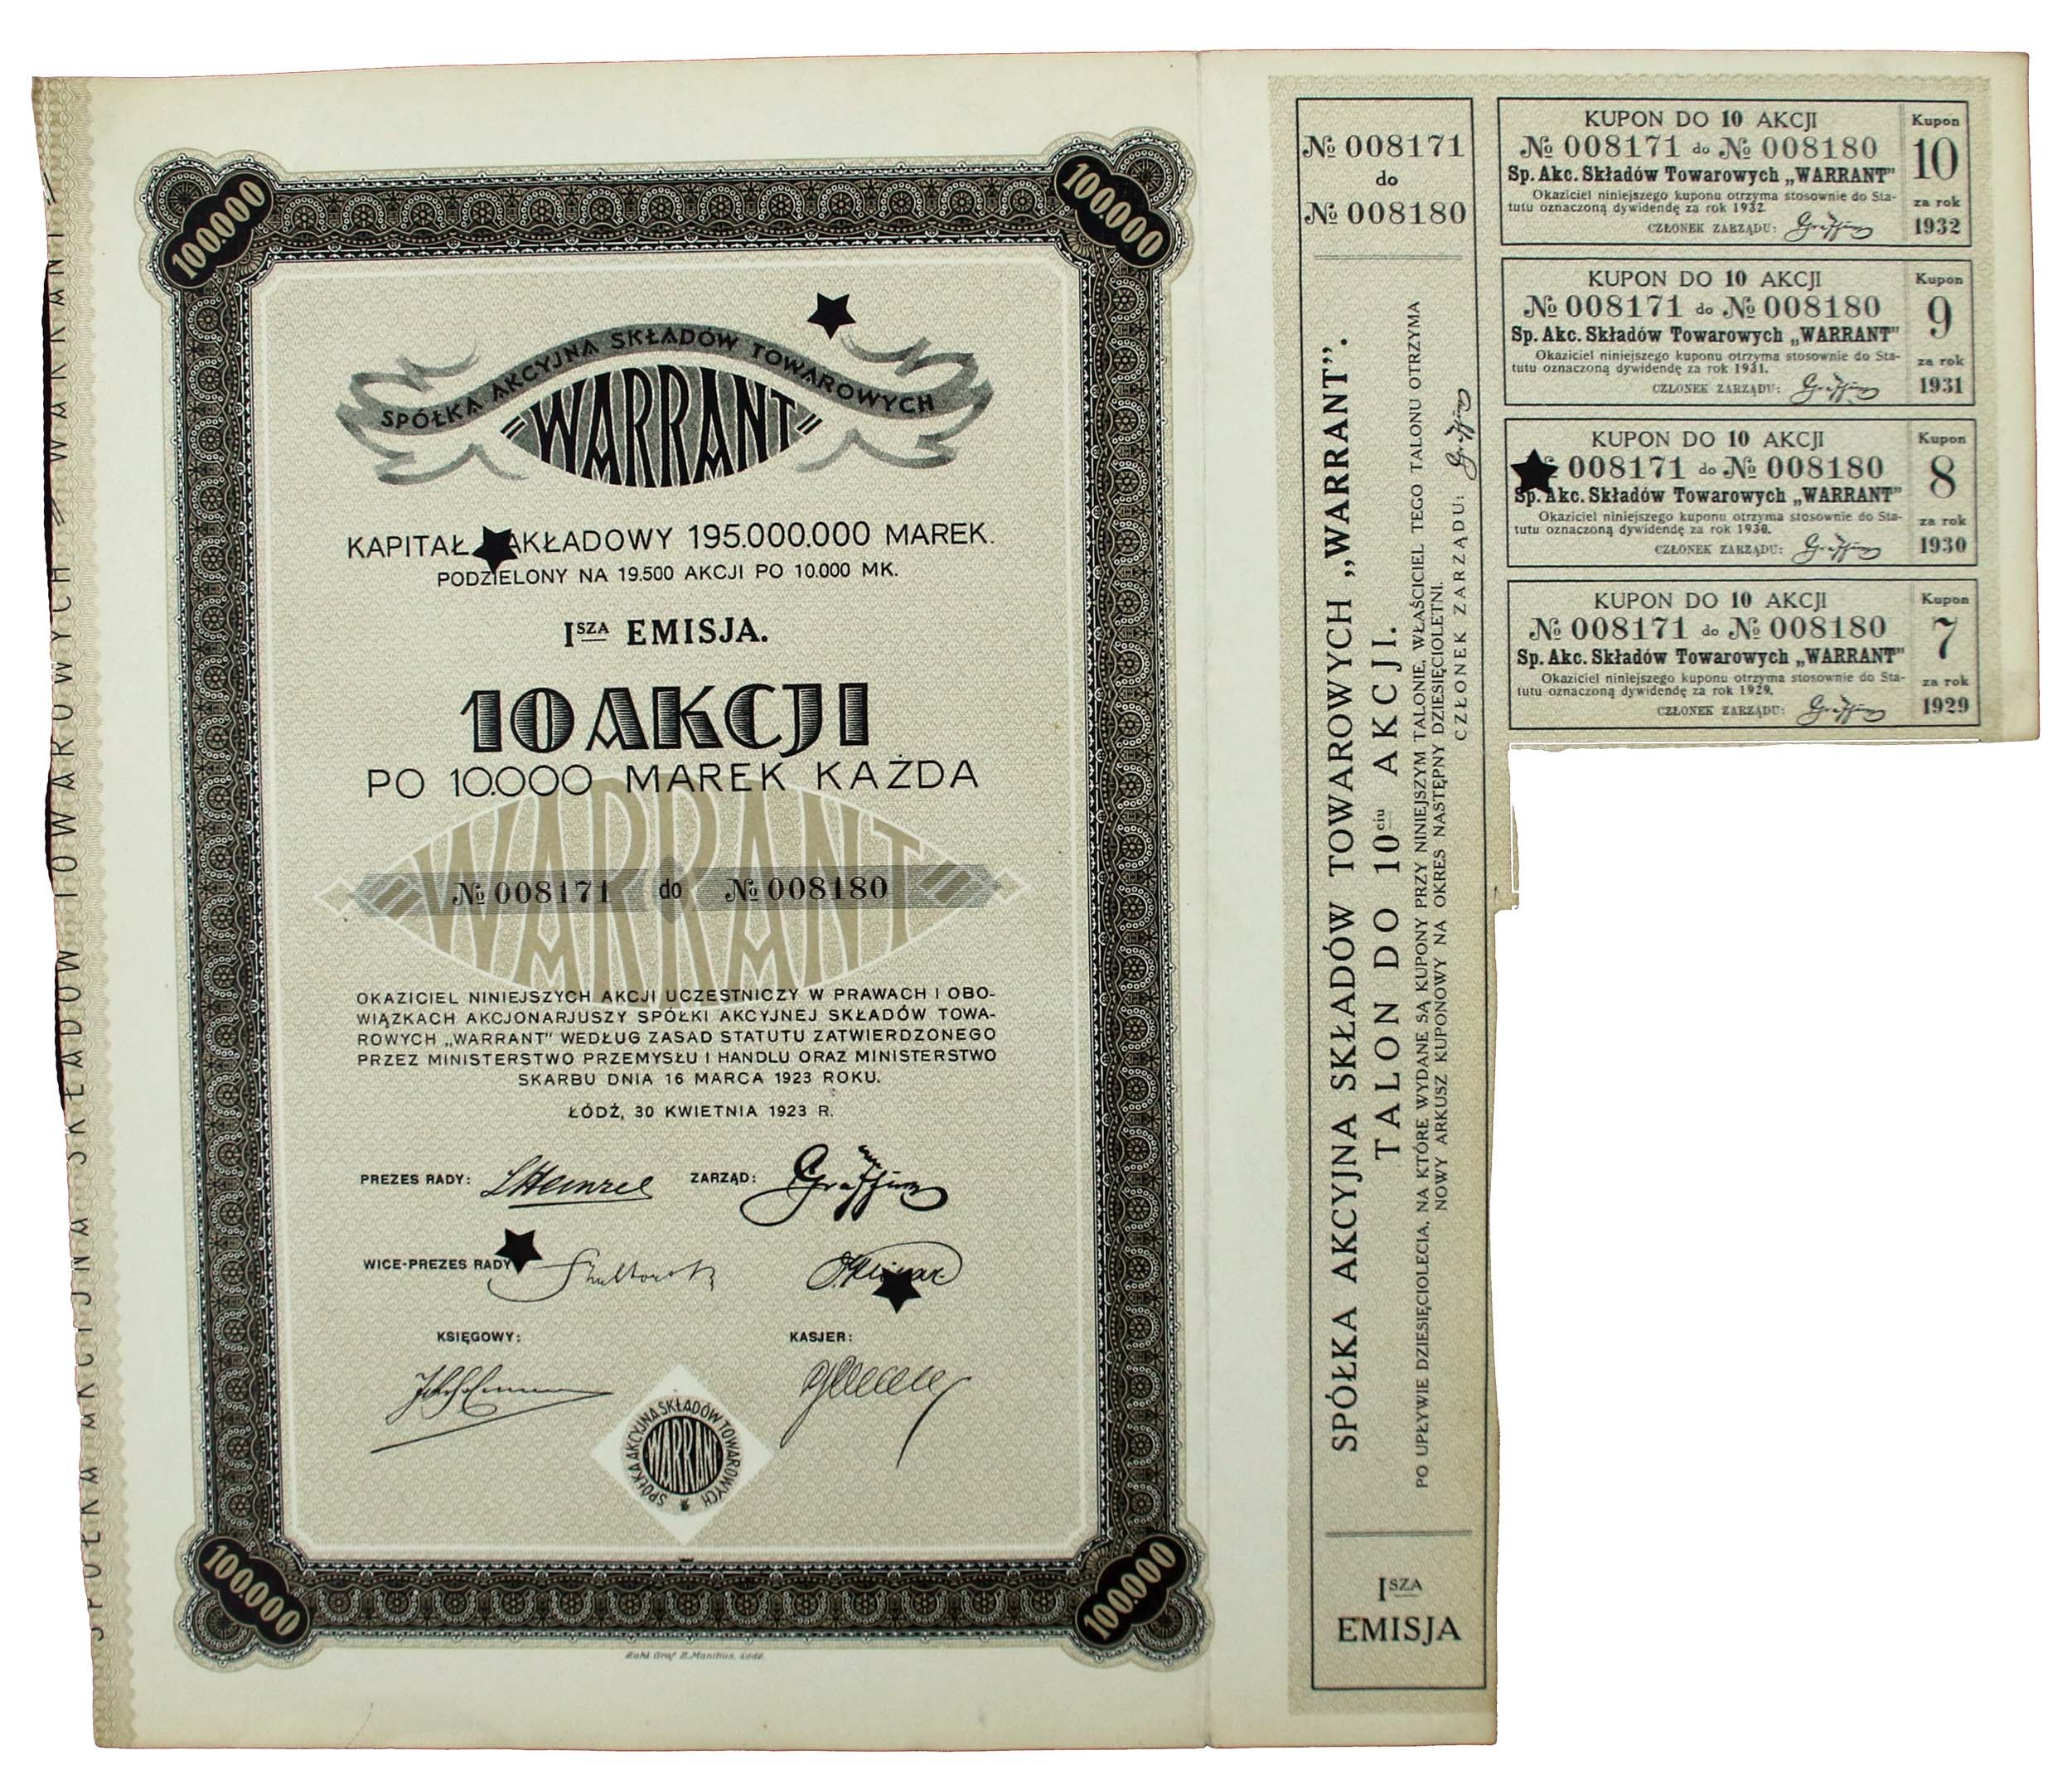 SPÓŁKA AKCYJNA SKŁADÓW TOWAROWYCH „WARRANT”
100.000
100.000
SPÓŁKA AKCYJNA SKŁADÓW TOWAROWYCH
"WARRANT"
KAPITAŁ ZAKŁADOWY 195.000.000 MAREK.
PODZIELONY NA 19.500 AKCJI PO 10.000 MK.
ISZA EMISJA.
10 AKCJI
PO 10.000 MAREK KAŻDA
WARRANT
№ 008171 do № 008180
OKAZICIEL NINIEJSZYCH AKCJI UCZESTNICZY W PRAWACH I OBO-
WIĄZKACH AKCJONARJUSZY SPÓŁKI AKCYJNEJ SKŁADÓW TOWA-
ROWYCH „WARRANT” WEDŁUG ZASAD STATUTU ZATWIERDZONEGO
PRZEZ MINISTERSTWO PRZEMYSŁU I HANDLU ORAZ MINISTERSTWO
SKARBU DNIA 16 MARCA 1923 ROKU.
ŁÓDŹ, 30 KWIETNIA 1923 R.
PREZES RADY: ZARZĄD:
WICE-PREZES RADY
KSIĘGOWY: KASJER:
SPÓŁKA AKCYJNA SKŁADÓW TOWAROWYCH
WARRANT
100.000
100.000
Zakł. Graf. B. Manitius, Łódź.
№ 008171
do
№ 008180
SPÓŁKA AKCYJNA SKŁADÓW TOWAROWYCH „WARRANT”.
TALON DO 10ciu AKCJI.
PO UPŁYWIE DZIESIĘCIOLECIA, NA KTÓRE WYDANE SĄ KUPONY PRZY NINIEJSZYM TALONIE, WŁAŚCICIEL TEGO TALONU OTRZYMA
NOWY ARKUSZ KUPONOWY NA OKRES NASTĘPNY DZIESIĘCIOLETNI.
CZŁONEK ZARZĄDU:
ISZA
EMISJA
KUPON DO 10 AKCJI
№ 008171 do № 008180
Sp. Akc. Składów Towarowych „WARRANT”
Okaziciel niniejszego kuponu otrzyma stosownie do Sta-
tutu oznaczoną dywidendę za rok 1932.
CZŁONEK ZARZĄDU:
Kupon
10
za rok
1932
KUPON DO 10 AKCJI
№ 008171 do № 008180
Sp. Akc. Składów Towarowych „WARRANT”
Okaziciel niniejszego kuponu otrzyma stosownie do Sta-
tutu oznaczoną dywidendę za rok 1931.
CZŁONEK ZARZĄDU:
Kupon
9
za rok
1931
KUPON DO 10 AKCJI
008171 do № 008180
Sp. Akc. Składów Towarowych „WARRANT”
Okaziciel niniejszego kuponu otrzyma stosownie do Sta-
tutu oznaczoną dywidendę za rok 1930.
CZŁONEK ZARZĄDU:
Kupon
8
za rok
1930
KUPON DO 10 AKCJI
№ 008171 do № 008180
Sp. Akc. Składów Towarowych „WARRANT”
Okaziciel niniejszego kuponu otrzyma stosownie do Sta-
tutu oznaczoną dywidendę za rok 1929.
CZŁONEK ZARZĄDU:
Kupon
7
za rok
1929